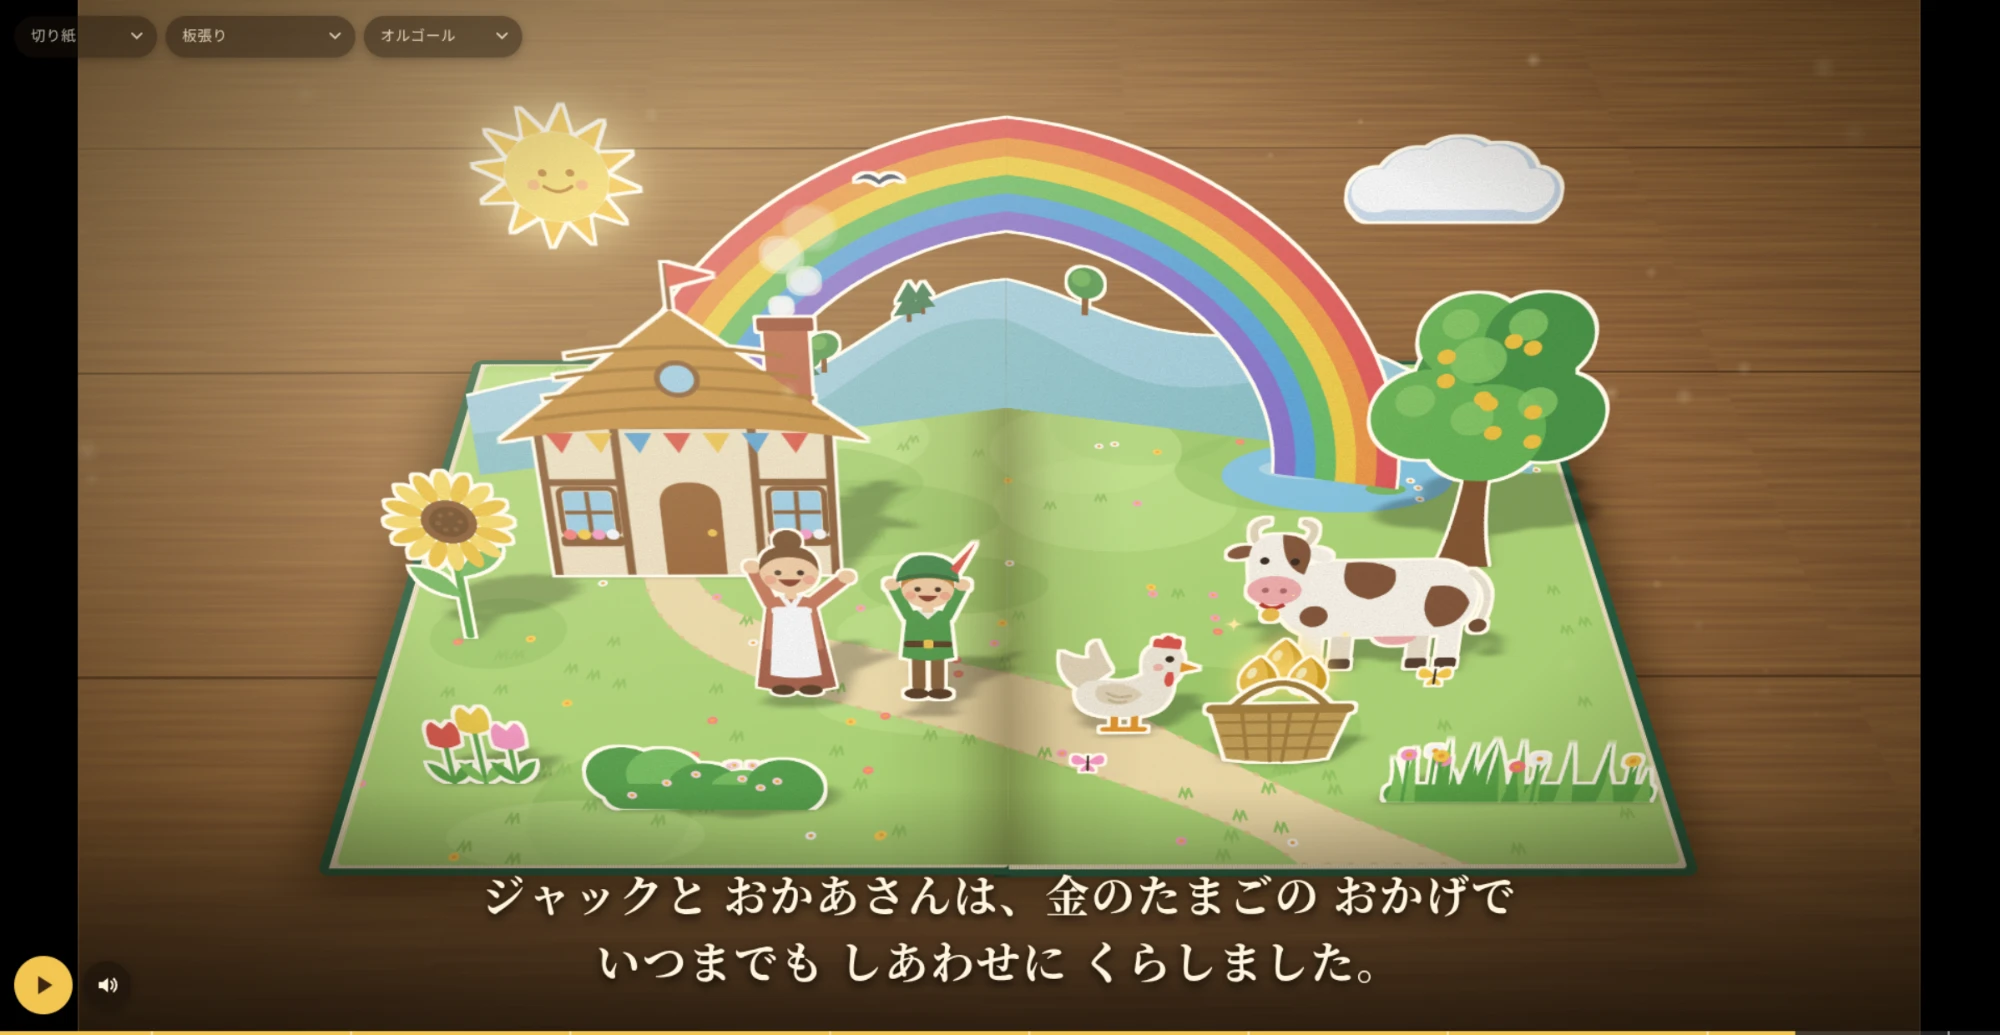 切り紙
板張り
オルゴール
ジャックと おかあさんは、金のたまごの おかげで
いつまでも しあわせに くらしました。